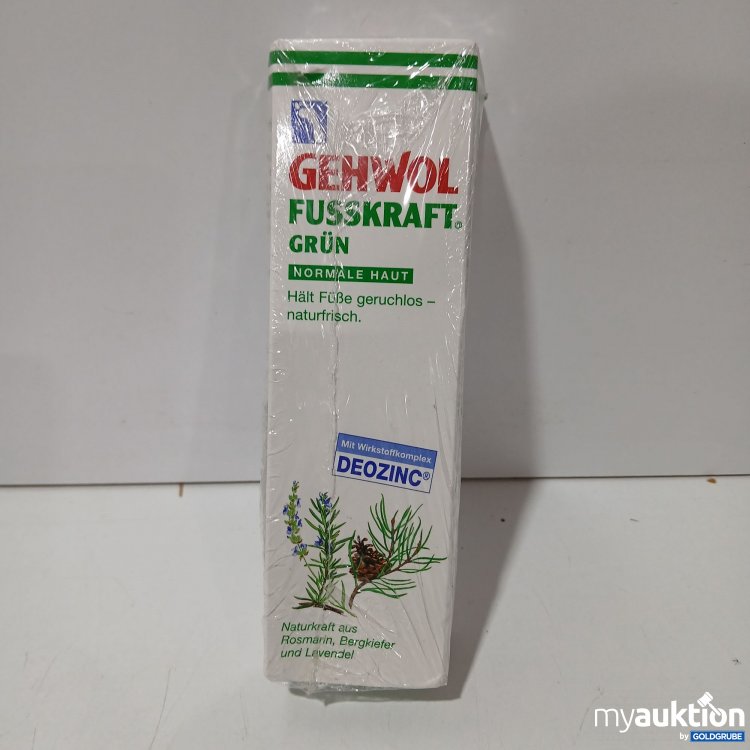 GEHWOL
FUSSKRAFT®
GRÜN
NORMALE HAUT
Hält Füße geruchlos –
naturfrisch.
Mit Wirkstoffkomplex
DEOZINC®
Naturkraft aus
Rosmarin, Bergkiefer
und Lavendel
myauktion
by GOLDGRUBE